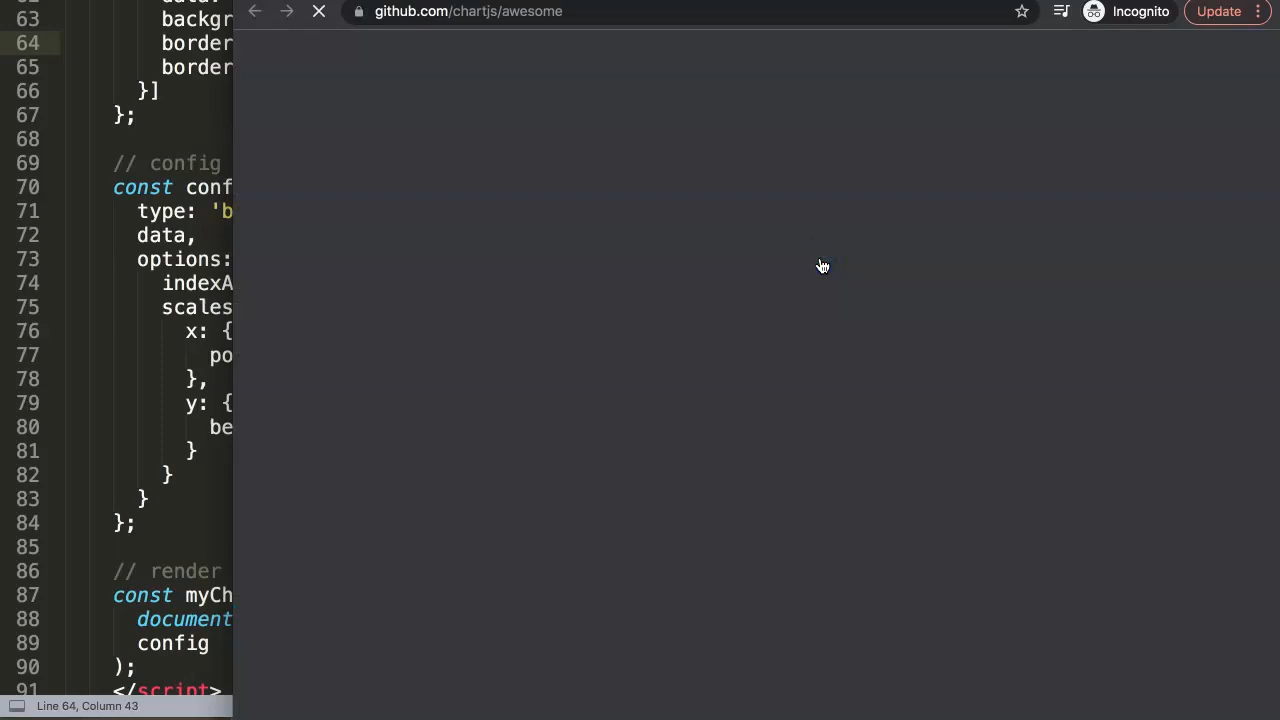 github.com/chartjs/awesome
Incognito
Update
63 backgr
64 border
65 border
66 }]
67 };
68
69 // config
70 const conf
71 type: 'b
72 data,
73 options:
74 indexA
75 scales
76 x: {
77 po
78 },
79 y: {
80 be
81 }
82 }
83 }
84 };
85
86 // render
87 const myCh
88 document
89 config
90 );
91 </script>
Line 64, Column 43